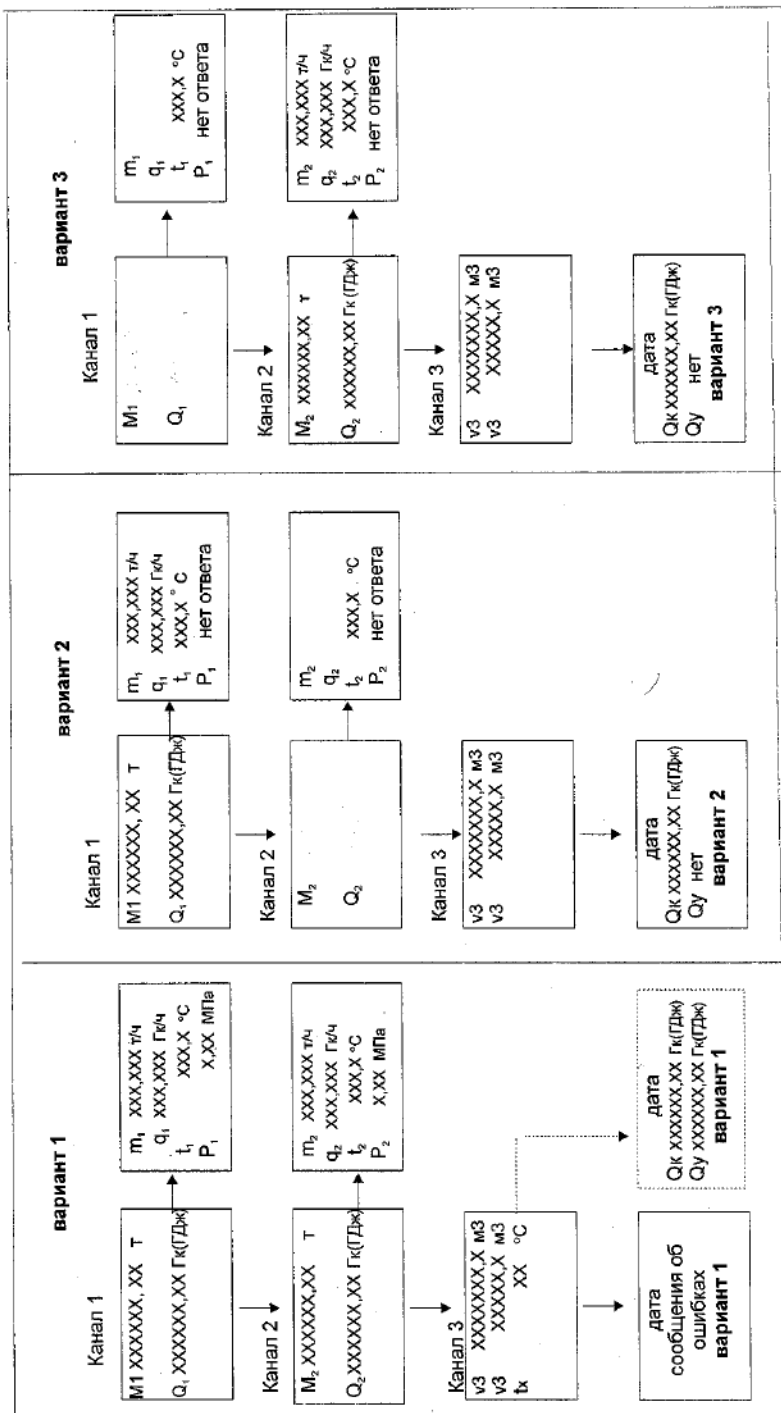 вариант 1
Канал 1
M1 XXXXXX, XX т
Q₁ XXXXXXX,XX Гк(ГДж)
m₁ XXX,XXX т/ч
q₁ XXX,XXX Гк/ч
t₁ XXX,X °C
P₁ X,XX МПа
Канал 2
M₂ XXXXXXX,XX т
Q₂ XXXXXXX,XX Гк(ГДж)
m₂ XXX,XXX т/ч
q₂ XXX,XXX Гк/ч
t₂ XXX,X °C
P₂ X,XX МПа
Канал 3
v3 XXXXXXXX,X м3
v3 XXXXX,X м3
tx XX °C
дата
сообщения об
ошибках
вариант 1
дата
Qк XXXXXX,XX Гк(ГДж)
Qу XXXXXX,XX Гк(ГДж)
вариант 1
вариант 2
Канал 1
M1 XXXXXX, XX т
Q₁ XXXXXXX,XX Гк(ГДж)
m₁ XXX,XXX т/ч
q₁ XXX,XXX Гк/ч
t₁ XXX,X ° C
P₁ нет ответа
Канал 2
M₂
Q₂
m₂
q₂
t₂ XXX,X °C
P₂ нет ответа
Канал 3
v3 XXXXXXXX,X м3
v3 XXXXX,X м3
дата
Qк XXXXXX,XX Гк(ГДж)
Qу нет
вариант 2
вариант 3
Канал 1
M1
Q₁
m₁
q₁
t₁ XXX,X °C
P₁ нет ответа
Канал 2
M₂ XXXXXX,XX т
Q₂ XXXXXXX,XX Гк(ГДж)
m₂ XXX,XXX т/ч
q₂ XXX,XXX Гк/ч
t₂ XXX,X °C
P₂ нет ответа
Канал 3
v3 XXXXXXXX,X м3
v3 XXXXX,X м3
дата
Qк XXXXXX,XX Гк(ГДж)
Qу нет
вариант 3